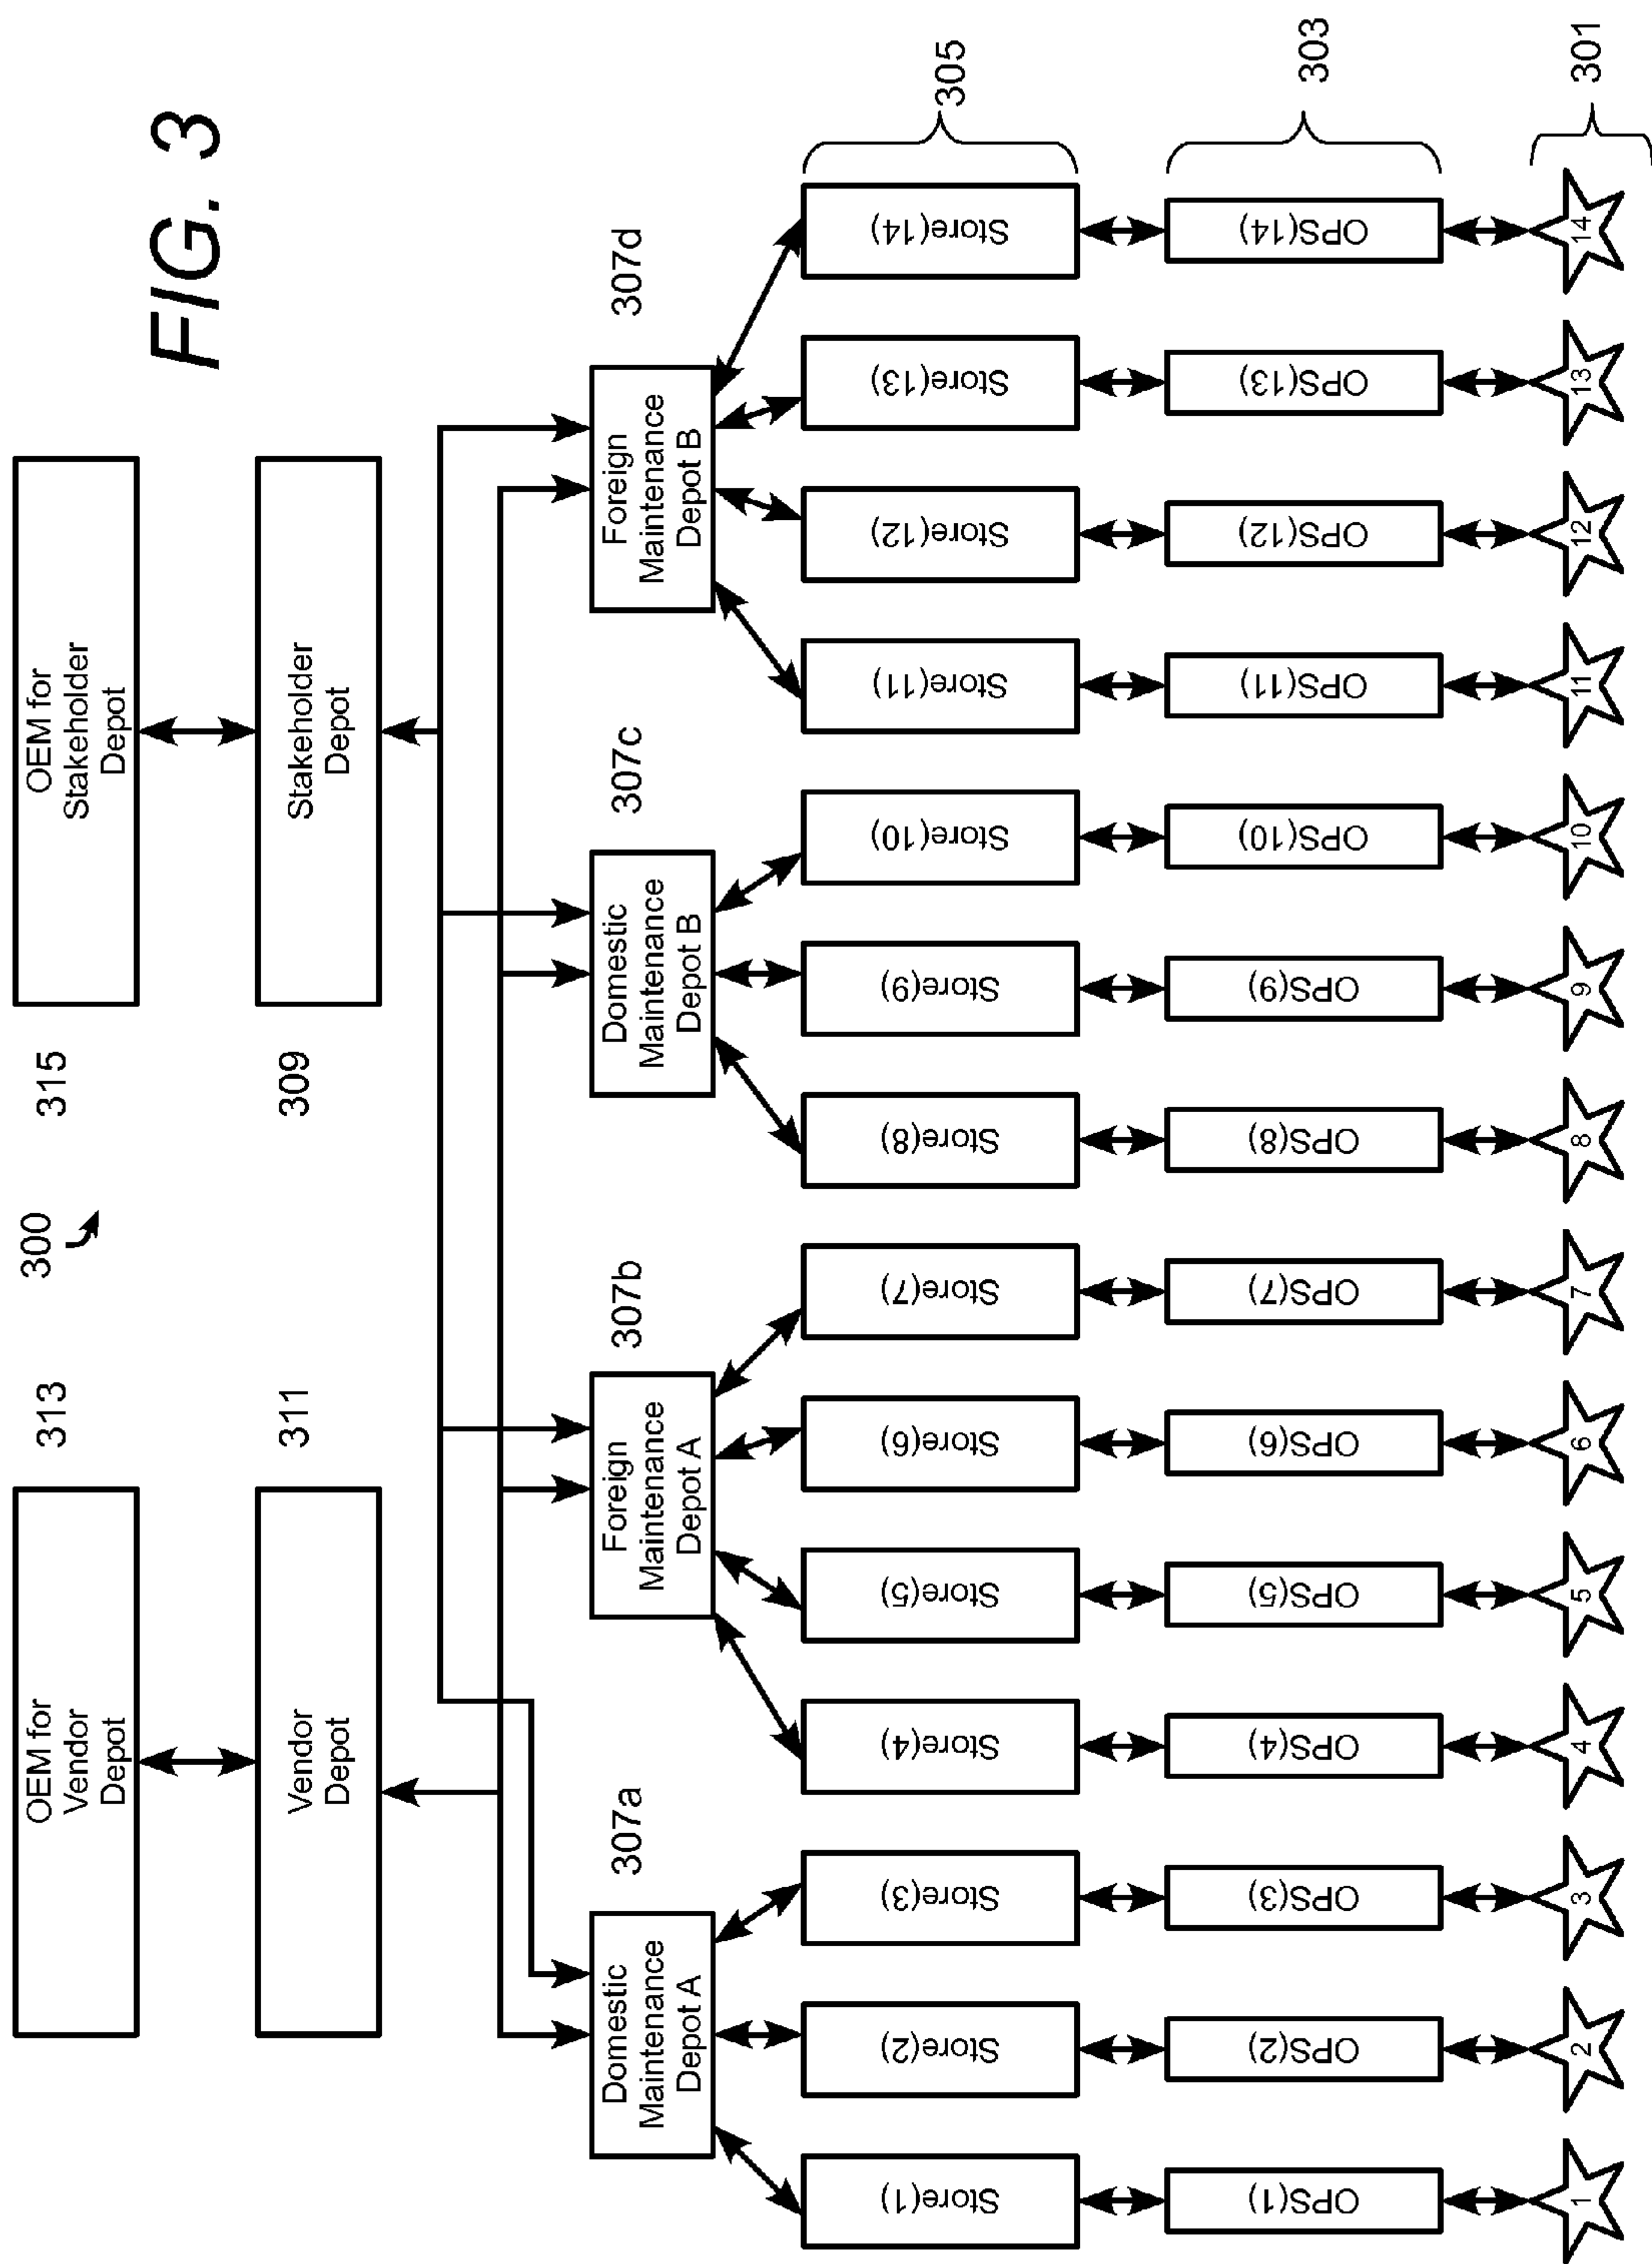 FIG. 3
300
313
OEM for
Vendor
Depot
315
OEM for
Stakeholder
Depot
311
Vendor
Depot
309
Stakeholder
Depot
307a
Domestic
Maintenance
Depot A
307b
Foreign
Maintenance
Depot A
307c
Domestic
Maintenance
Depot B
307d
Foreign
Maintenance
Depot B
Store(1)
Store(2)
Store(3)
Store(4)
Store(5)
Store(6)
Store(7)
Store(8)
Store(9)
Store(10)
Store(11)
Store(12)
Store(13)
Store(14)
305
OPS(1)
OPS(2)
OPS(3)
OPS(4)
OPS(5)
OPS(6)
OPS(7)
OPS(8)
OPS(9)
OPS(10)
OPS(11)
OPS(12)
OPS(13)
OPS(14)
303
1
2
3
4
5
6
7
8
9
10
11
12
13
14
301